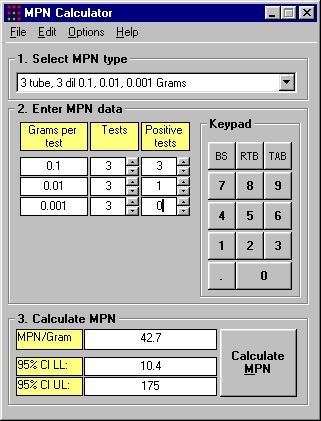 MPN Calculator
File Edit Options Help
1. Select MPN type
3 tube, 3 dil 0.1, 0.01, 0.001 Grams
2. Enter MPN data
Grams per test Tests Positive tests
0.1 3 3
0.01 3 1
0.001 3 0
Keypad
BS RTB TAB
7 8 9
4 5 6
1 2 3
. 0
3. Calculate MPN
MPN/Gram 42.7
95% CI LL: 10.4
95% CI UL: 175
Calculate MPN